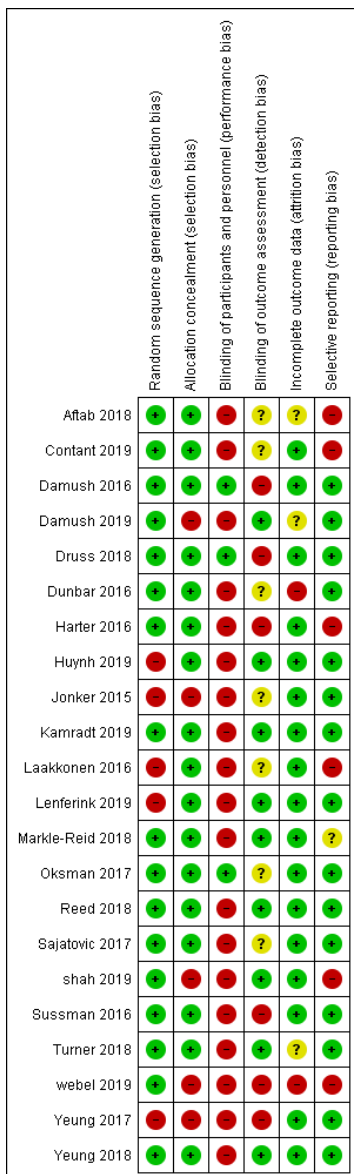 Random sequence generation (selection bias)
Allocation concealment (selection bias)
Blinding of participants and personnel (performance bias)
Blinding of outcome assessment (detection bias)
Incomplete outcome data (attrition bias)
Selective reporting (reporting bias)
Aftab 2018 + + - ? ? -
Contant 2019 + + - ? + -
Damush 2016 + + + - + +
Damush 2019 + - - + ? +
Druss 2018 + + + - + +
Dunbar 2016 + + - ? - +
Harter 2016 + + - - + -
Huynh 2019 - + - + + +
Jonker 2015 - - - ? + +
Kamradt 2019 + + - + + +
Laakkonen 2016 - + - ? + -
Lenferink 2019 - + - + + +
Markle-Reid 2018 + + - + + ?
Oksman 2017 + + + ? + +
Reed 2018 + + - + + +
Sajatovic 2017 + + - ? + +
shah 2019 + - - + + -
Sussman 2016 + + - - + +
Turner 2018 + + - + ? +
webel 2019 + - - - - -
Yeung 2017 - - - - + +
Yeung 2018 + + - + + +